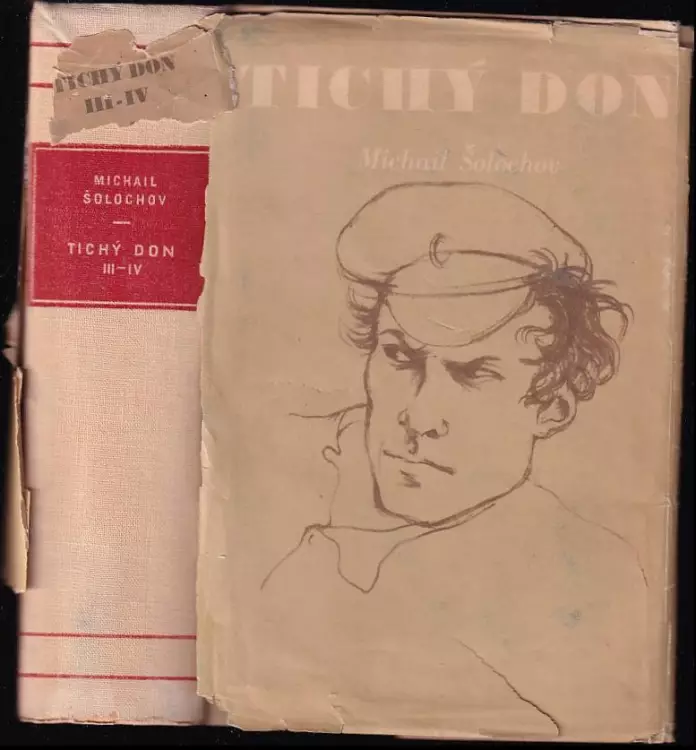 TICHÝ DON
III-IV
MICHAIL
ŠOLOCHOV
TICHÝ DON
III-IV
TICHÝ DON
Michail Šolochov